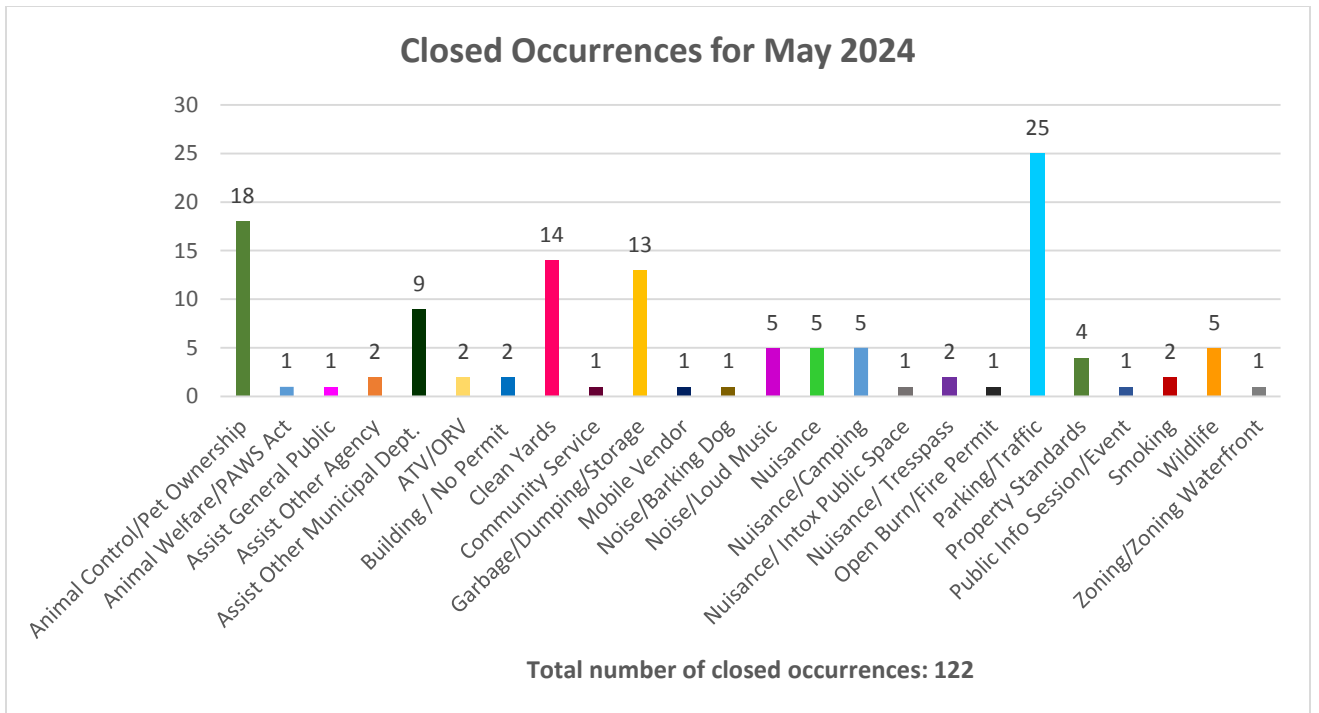 Closed Occurrences for May 2024
30
25
20
15
10
5
0
18
1
1
2
9
2
2
14
1
13
1
1
5
5
5
1
2
1
25
4
1
2
5
1
Animal Control/Pet Ownership
Animal Welfare/PAWS Act
Assist General Public
Assist Other Agency
Assist Other Municipal Dept.
ATV/ORV
Building / No Permit
Clean Yards
Community Service
Garbage/Dumping/Storage
Mobile Vendor
Noise/Barking Dog
Noise/Loud Music
Nuisance
Nuisance/Camping
Nuisance/ Intox Public Space
Nuisance/ Tresspass
Open Burn/Fire Permit
Parking/Traffic
Property Standards
Public Info Session/Event
Smoking
Wildlife
Zoning/Zoning Waterfront
Total number of closed occurrences: 122